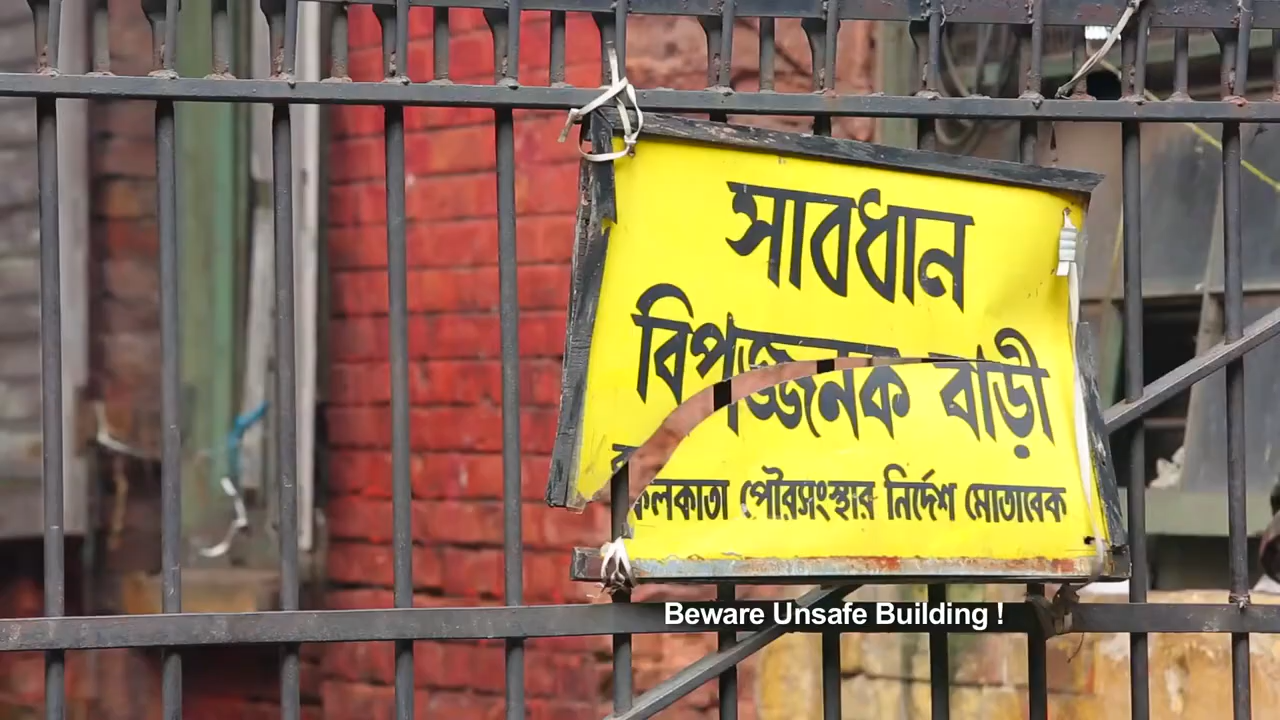 সাবধান
বিপজ্জনক বাড়ী
কলকাতা পৌরসংস্থার নির্দেশ মোতাবেক
Beware Unsafe Building !